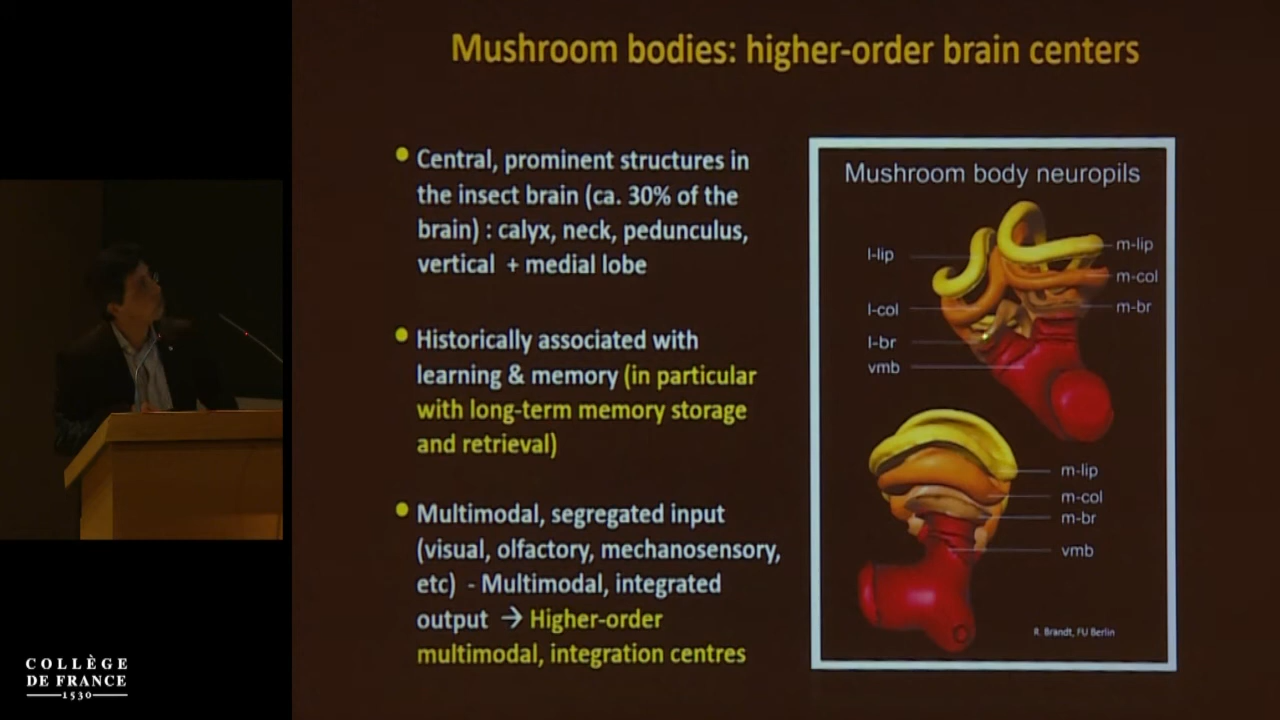 Mushroom bodies: higher-order brain centers
Central, prominent structures in
the insect brain (ca. 30% of the
brain) : calyx, neck, pedunculus,
vertical + medial lobe
Historically associated with
learning & memory (in particular
with long-term memory storage
and retrieval)
Multimodal, segregated input
(visual, olfactory, mechanosensory,
etc) - Multimodal, integrated
output → Higher-order
multimodal, integration centres
Mushroom body neuropils
l-lip
m-lip
m-col
l-col
m-br
l-br
vmb
m-lip
m-col
m-br
vmb
R. Brandt, FU Berlin
COLLÈGE
DE FRANCE
1530